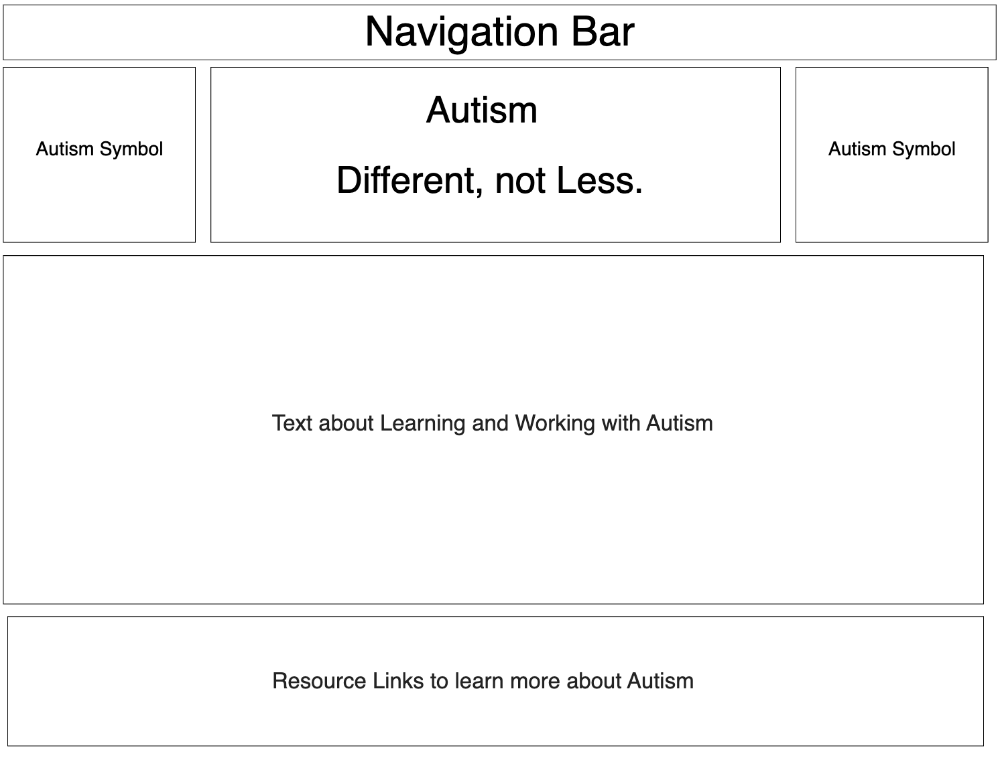 Navigation Bar
Autism Symbol
Autism
Different, not Less.
Autism Symbol
Text about Learning and Working with Autism
Resource Links to learn more about Autism